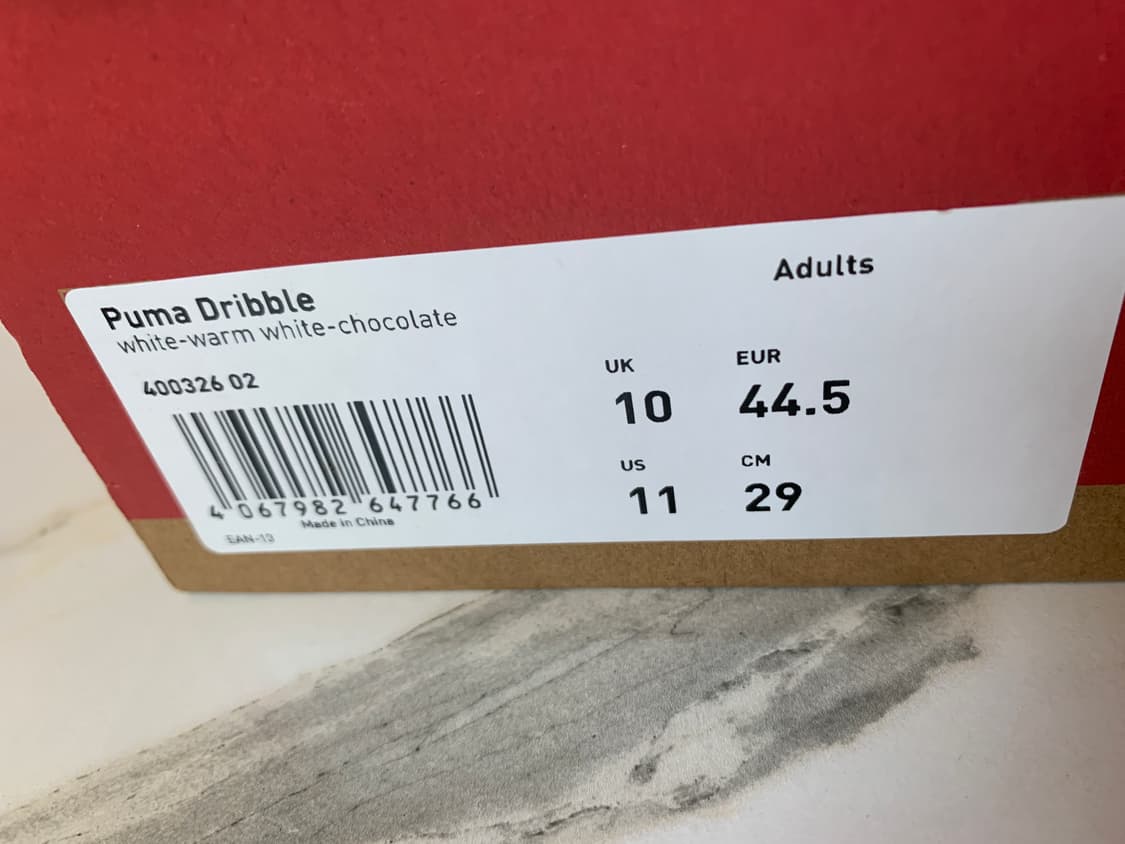 Adults
Puma Dribble
white-warm white-chocolate
400326 02
4 067982 647766
Made in China
EAN-13
UK EUR
10 44.5
US CM
11 29